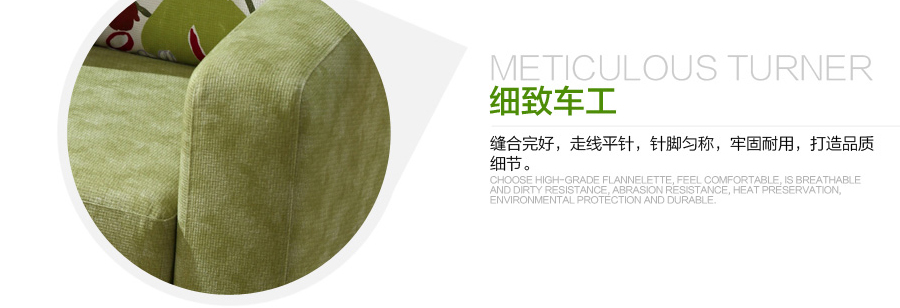 METICULOUS TURNER
细致车工
缝合完好，走线平针，针脚匀称，牢固耐用，打造品质
细节。
CHOOSE HIGH-GRADE FLANNELETTE, FEEL COMFORTABLE, IS BREATHABLE
AND DIRTY RESISTANCE, ABRASION RESISTANCE, HEAT PRESERVATION,
ENVIRONMENTAL PROTECTION AND DURABLE.